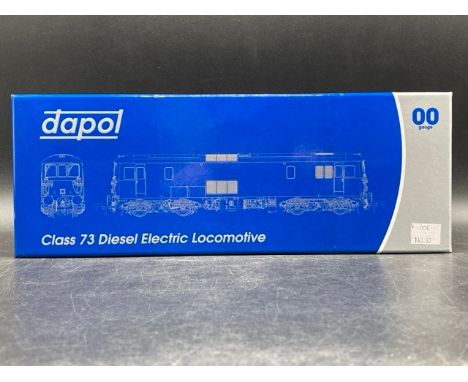 dapol
00
gauge
Class 73 Diesel Electric Locomotive